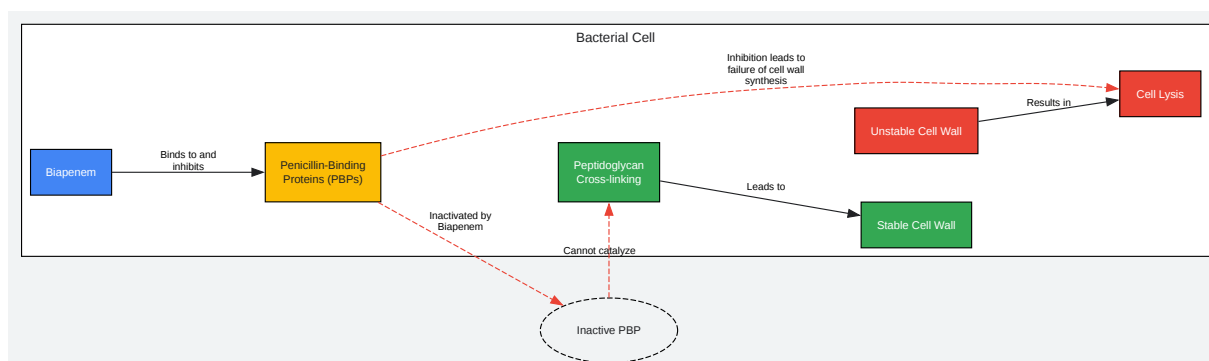 Bacterial Cell
Inhibition leads to
failure of cell wall
synthesis
Cell Lysis
Results in
Unstable Cell Wall
Biapenem
Binds to and
inhibits
Penicillin-Binding
Proteins (PBPs)
Peptidoglycan
Cross-linking
Leads to
Stable Cell Wall
Inactivated by
Biapenem
Cannot catalyze
Inactive PBP